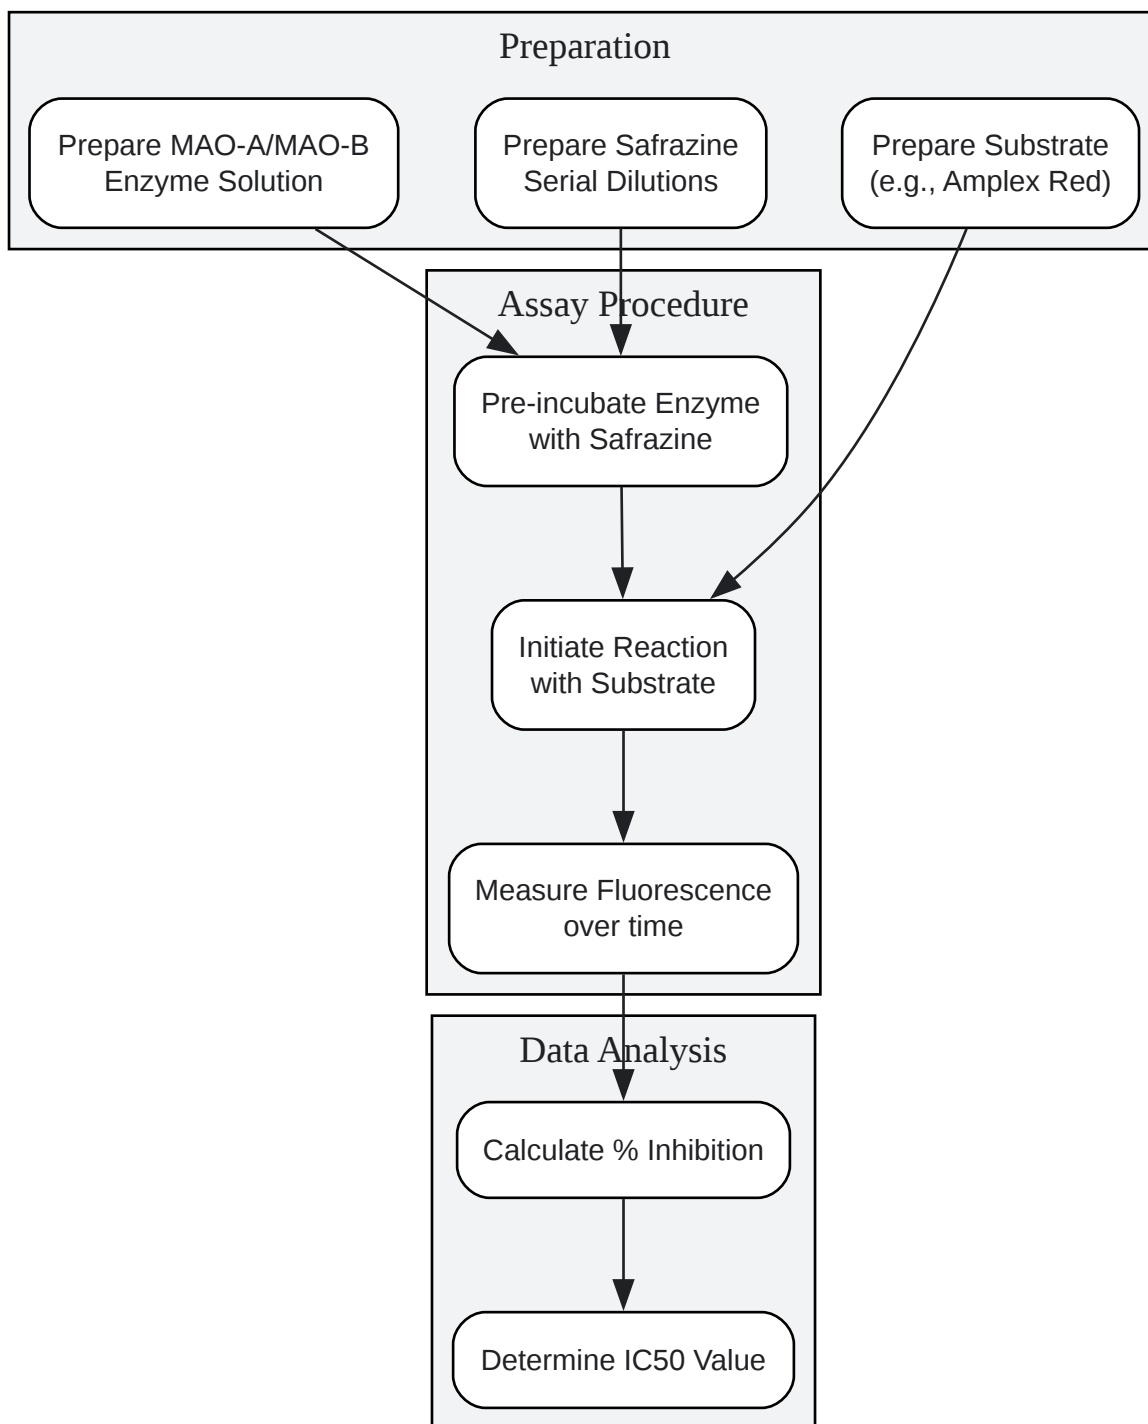 Preparation
Prepare MAO-A/MAO-B
Enzyme Solution
Prepare Safrazine
Serial Dilutions
Prepare Substrate
(e.g., Amplex Red)
Assay Procedure
Pre-incubate Enzyme
with Safrazine
Initiate Reaction
with Substrate
Measure Fluorescence
over time
Data Analysis
Calculate % Inhibition
Determine IC50 Value